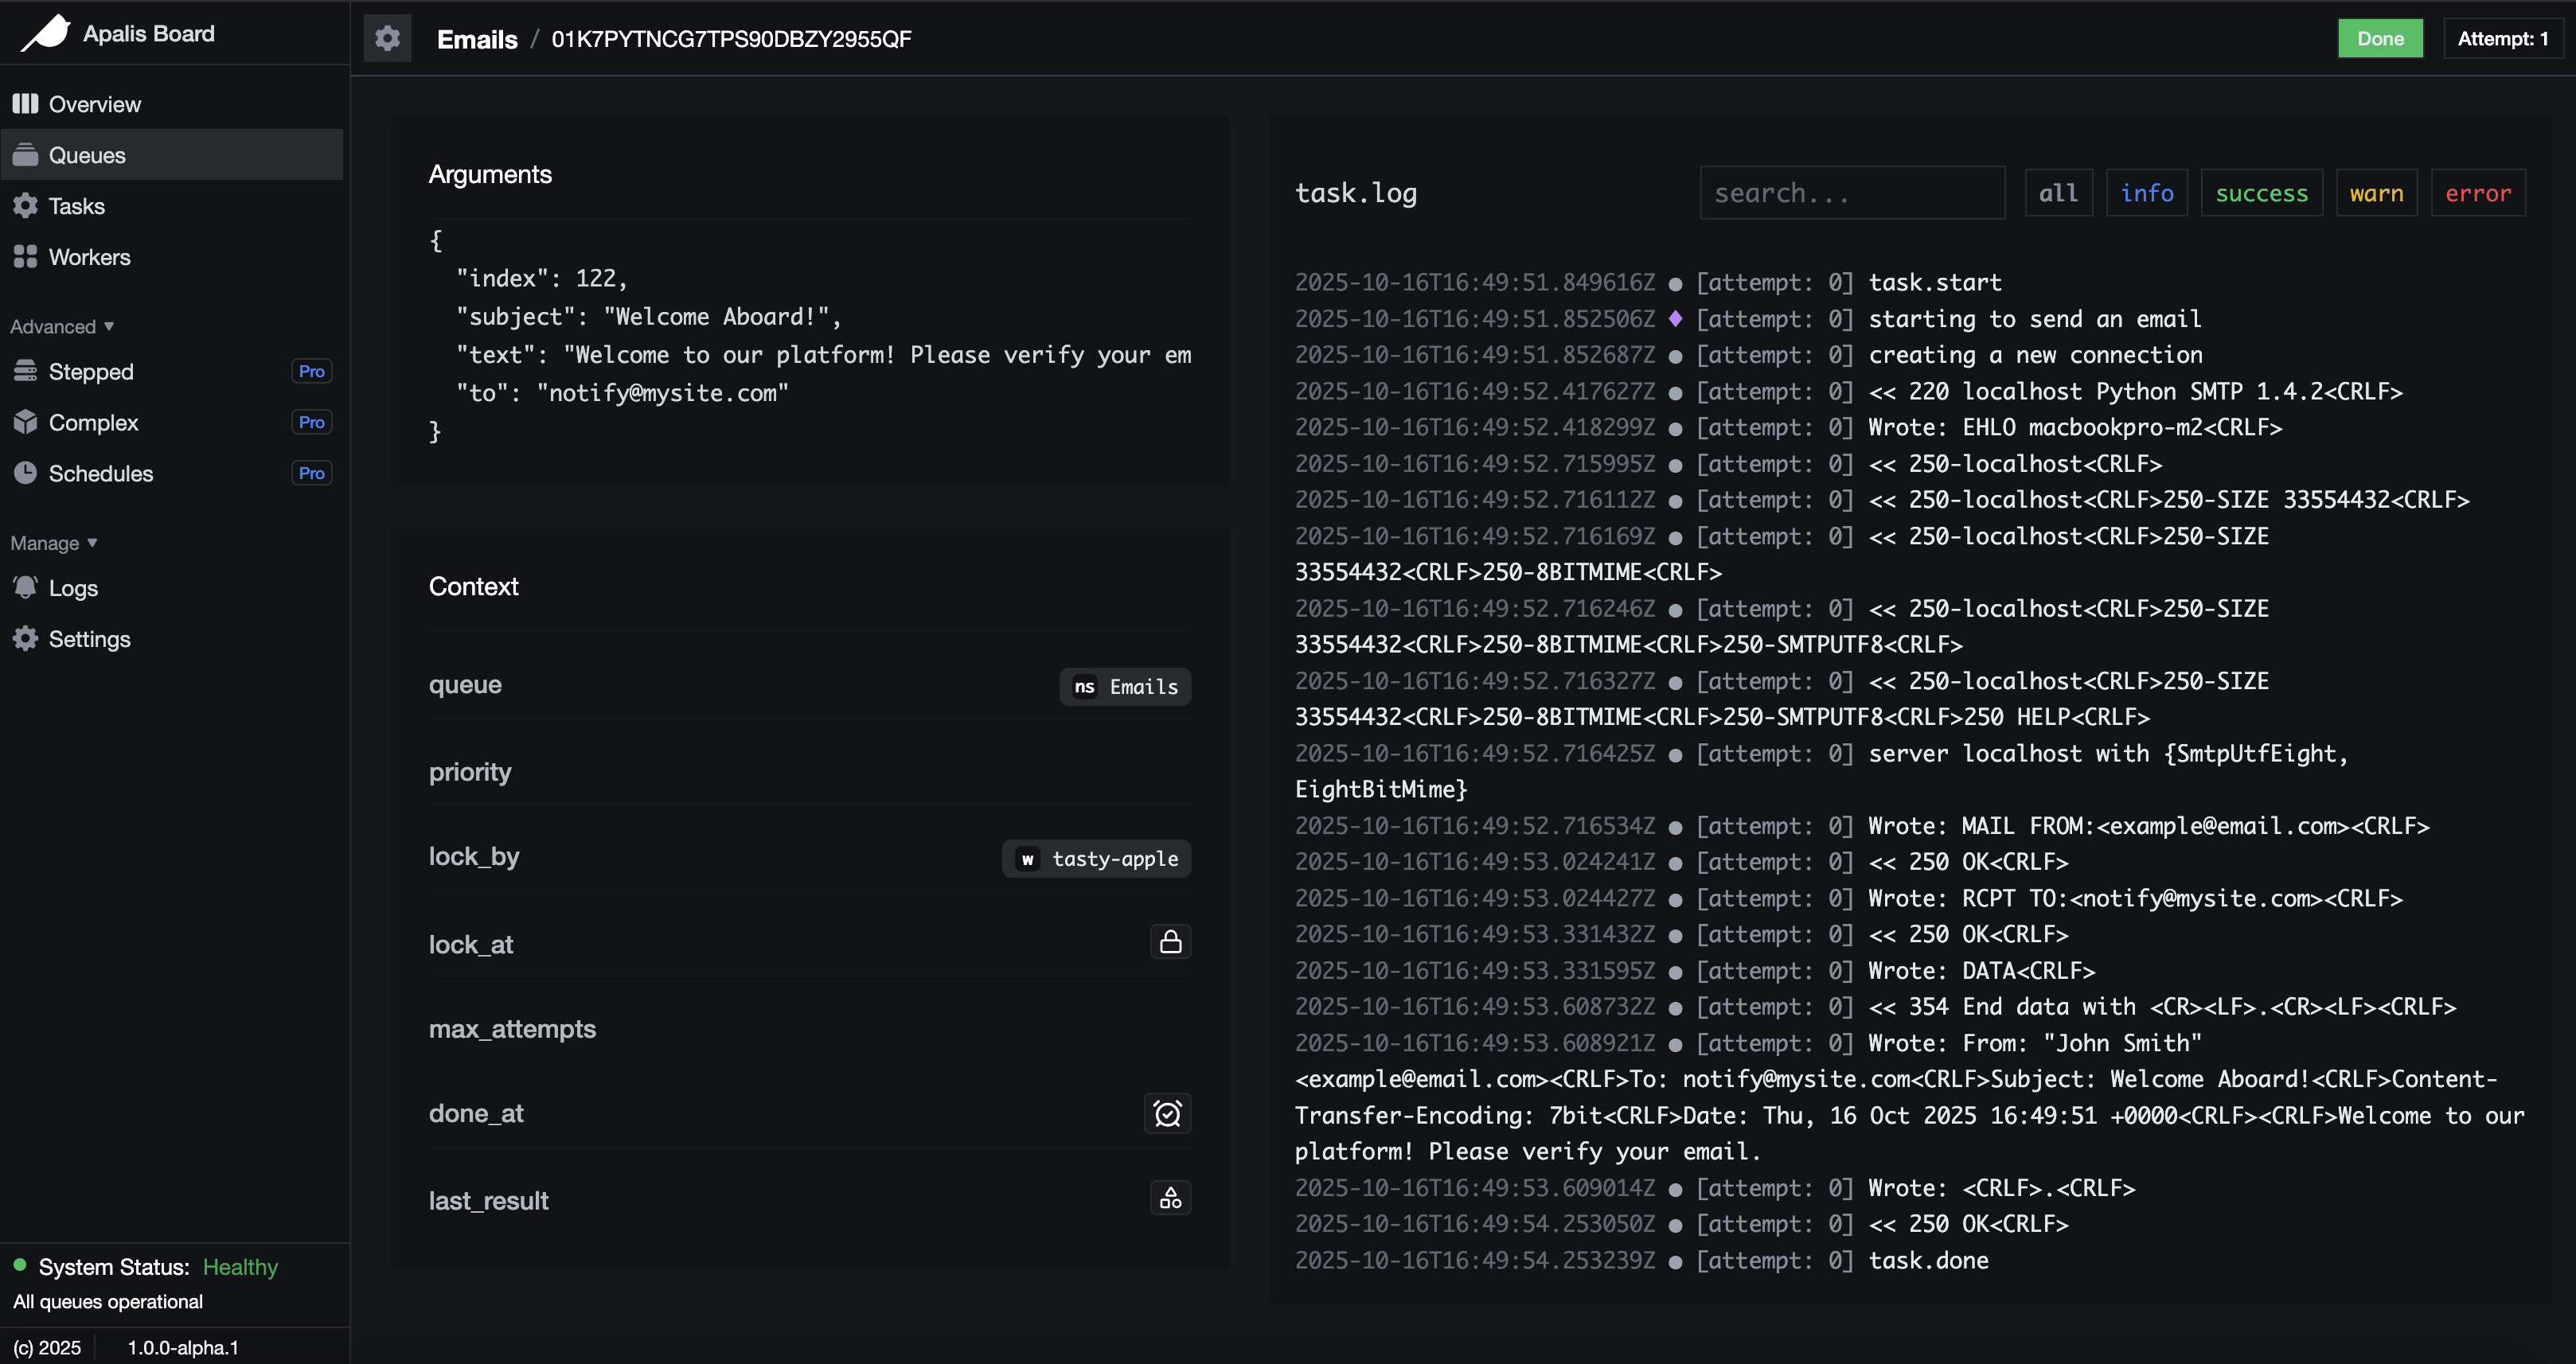 Apalis Board
Overview
Queues
Tasks
Workers
Advanced ▼
Stepped Pro
Complex Pro
Schedules Pro
Manage ▼
Logs
Settings
System Status: Healthy
All queues operational
(c) 2025 1.0.0-alpha.1
Emails / 01K7PYTNCG7TPS90DBZY2955QF
Done Attempt: 1
Arguments
{
"index": 122,
"subject": "Welcome Aboard!",
"text": "Welcome to our platform! Please verify your em
"to": "notify@mysite.com"
}
Context
queue ns Emails
priority
lock_by w tasty-apple
lock_at
max_attempts
done_at
last_result
task.log search... all info success warn error
2025-10-16T16:49:51.849616Z ● [attempt: 0] task.start
2025-10-16T16:49:51.852506Z ♦ [attempt: 0] starting to send an email
2025-10-16T16:49:51.852687Z ● [attempt: 0] creating a new connection
2025-10-16T16:49:52.417627Z ● [attempt: 0] << 220 localhost Python SMTP 1.4.2<CRLF>
2025-10-16T16:49:52.418299Z ● [attempt: 0] Wrote: EHLO macbookpro-m2<CRLF>
2025-10-16T16:49:52.715995Z ● [attempt: 0] << 250-localhost<CRLF>
2025-10-16T16:49:52.716112Z ● [attempt: 0] << 250-localhost<CRLF>250-SIZE 33554432<CRLF>
2025-10-16T16:49:52.716169Z ● [attempt: 0] << 250-localhost<CRLF>250-SIZE
33554432<CRLF>250-8BITMIME<CRLF>
2025-10-16T16:49:52.716246Z ● [attempt: 0] << 250-localhost<CRLF>250-SIZE
33554432<CRLF>250-8BITMIME<CRLF>250-SMTPUTF8<CRLF>
2025-10-16T16:49:52.716327Z ● [attempt: 0] << 250-localhost<CRLF>250-SIZE
33554432<CRLF>250-8BITMIME<CRLF>250-SMTPUTF8<CRLF>250 HELP<CRLF>
2025-10-16T16:49:52.716425Z ● [attempt: 0] server localhost with {SmtpUtfEight,
EightBitMime}
2025-10-16T16:49:52.716534Z ● [attempt: 0] Wrote: MAIL FROM:<example@email.com><CRLF>
2025-10-16T16:49:53.024241Z ● [attempt: 0] << 250 OK<CRLF>
2025-10-16T16:49:53.024427Z ● [attempt: 0] Wrote: RCPT TO:<notify@mysite.com><CRLF>
2025-10-16T16:49:53.331432Z ● [attempt: 0] << 250 OK<CRLF>
2025-10-16T16:49:53.331595Z ● [attempt: 0] Wrote: DATA<CRLF>
2025-10-16T16:49:53.608732Z ● [attempt: 0] << 354 End data with <CR><LF>.<CR><LF><CRLF>
2025-10-16T16:49:53.608921Z ● [attempt: 0] Wrote: From: "John Smith"
<example@email.com><CRLF>To: notify@mysite.com<CRLF>Subject: Welcome Aboard!<CRLF>Content-
Transfer-Encoding: 7bit<CRLF>Date: Thu, 16 Oct 2025 16:49:51 +0000<CRLF><CRLF>Welcome to our
platform! Please verify your email.
2025-10-16T16:49:53.609014Z ● [attempt: 0] Wrote: <CRLF>.<CRLF>
2025-10-16T16:49:54.253050Z ● [attempt: 0] << 250 OK<CRLF>
2025-10-16T16:49:54.253239Z ● [attempt: 0] task.done